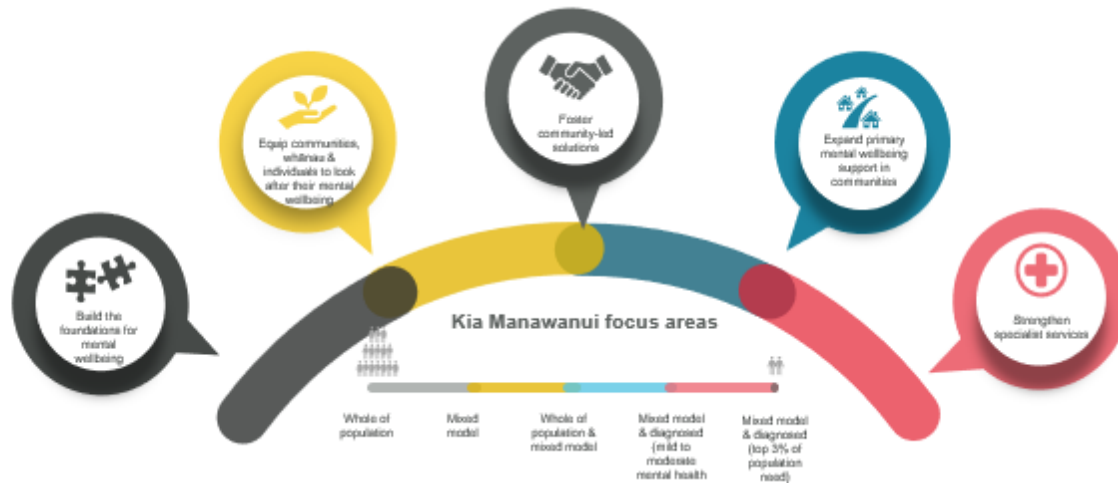 Foster
community-led
solutions
Equip communities,
whānau &
individuals to look
after their mental
wellbeing
Expand primary
mental wellbeing
support in
communities
Build the
foundations for
mental
wellbeing
Strengthen
specialist services
Kia Manawanui focus areas
Whole of
population
Mixed
model
Whole of
population &
mixed model
Mixed model
& diagnosed
(mild to
moderate
mental health
Mixed model
& diagnosed
(top 3% of
population
need)